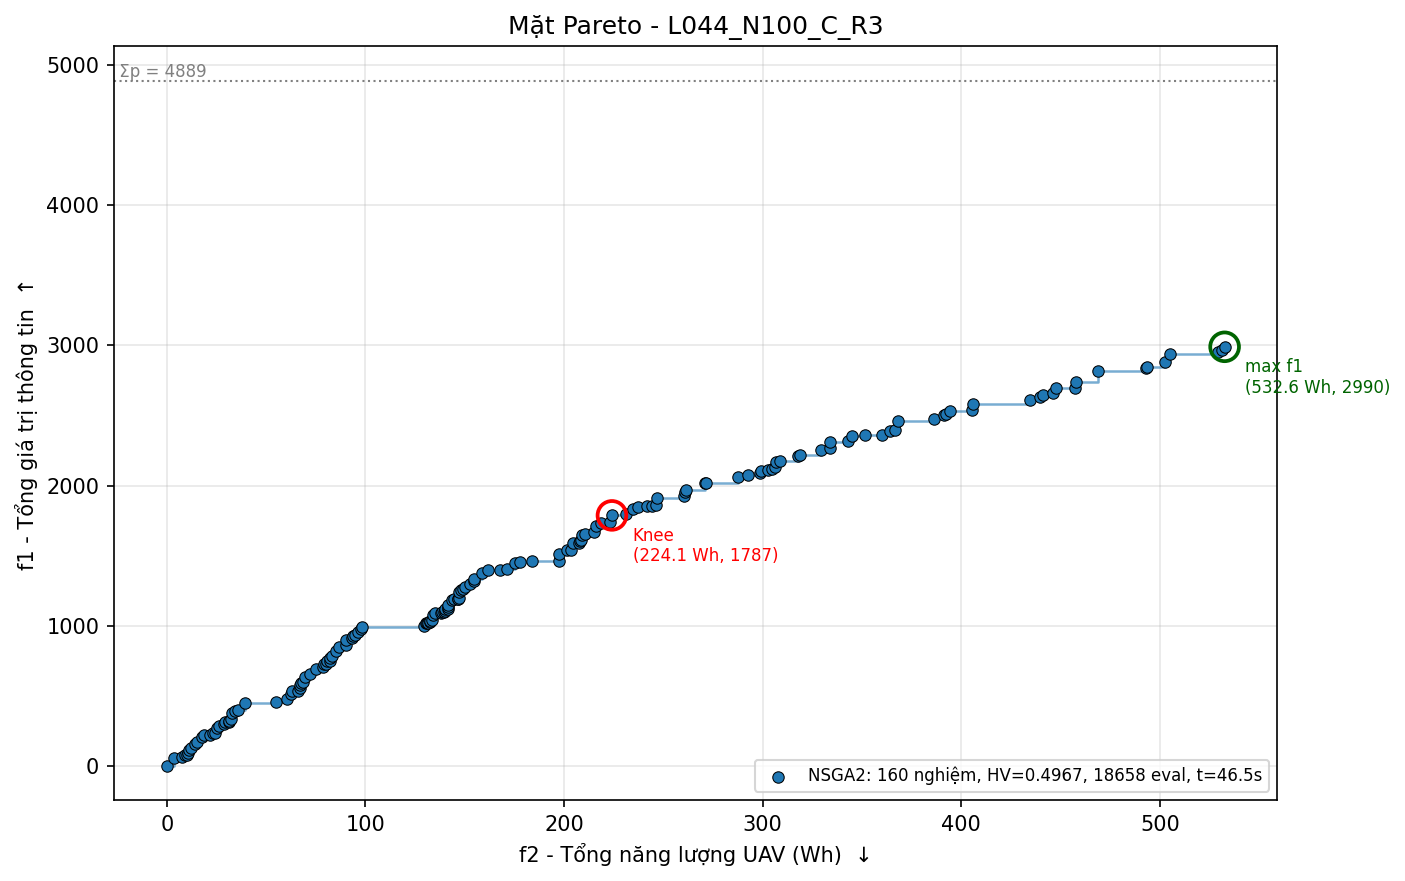 Mặt Pareto - L044_N100_C_R3
f1 - Tổng giá trị thông tin ↑
5000
4000
3000
2000
1000
0
Σp = 4889
max f1
(532.6 Wh, 2990)
Knee
(224.1 Wh, 1787)
NSGA2: 160 nghiệm, HV=0.4967, 18658 eval, t=46.5s
0 100 200 300 400 500
f2 - Tổng năng lượng UAV (Wh) ↓